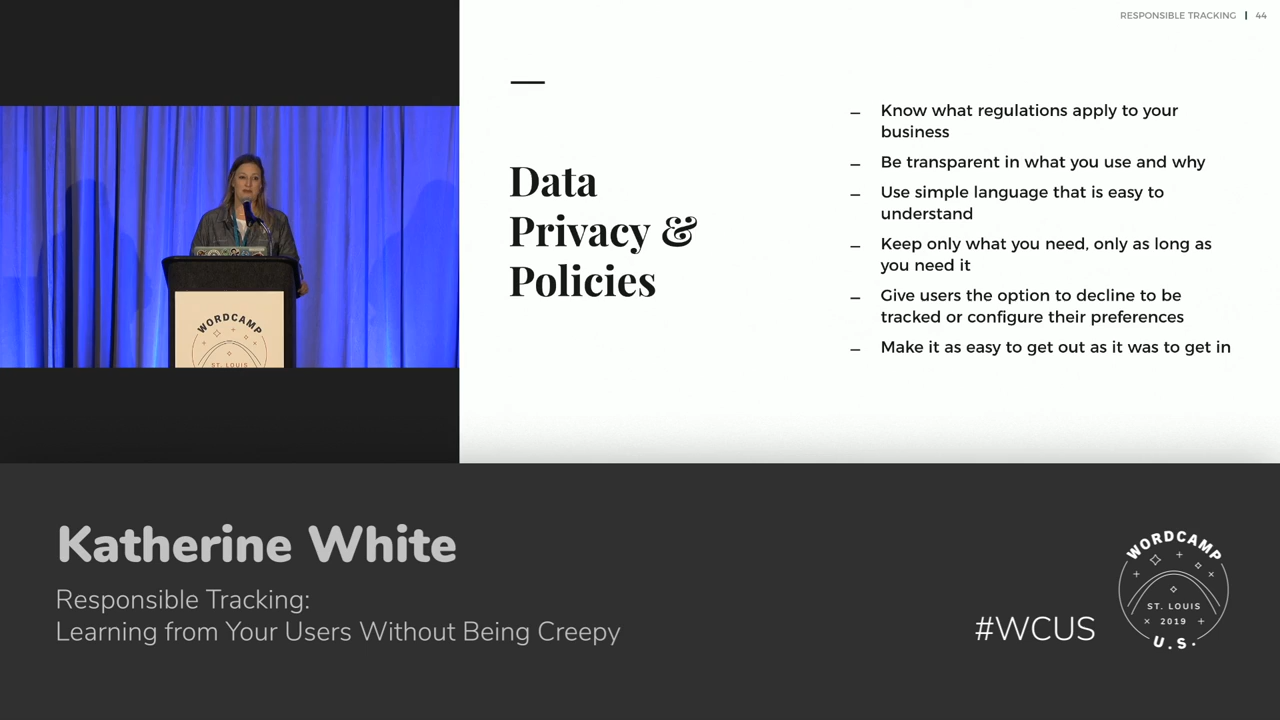 RESPONSIBLE TRACKING | 44
Data
Privacy &
Policies
– Know what regulations apply to your
business
– Be transparent in what you use and why
– Use simple language that is easy to
understand
– Keep only what you need, only as long as
you need it
– Give users the option to decline to be
tracked or configure their preferences
– Make it as easy to get out as it was to get in
WORDCAMP
ST. LOUIS
Katherine White
Responsible Tracking:
Learning from Your Users Without Being Creepy
#WCUS
WORDCAMP
ST. LOUIS
2019
U.S.